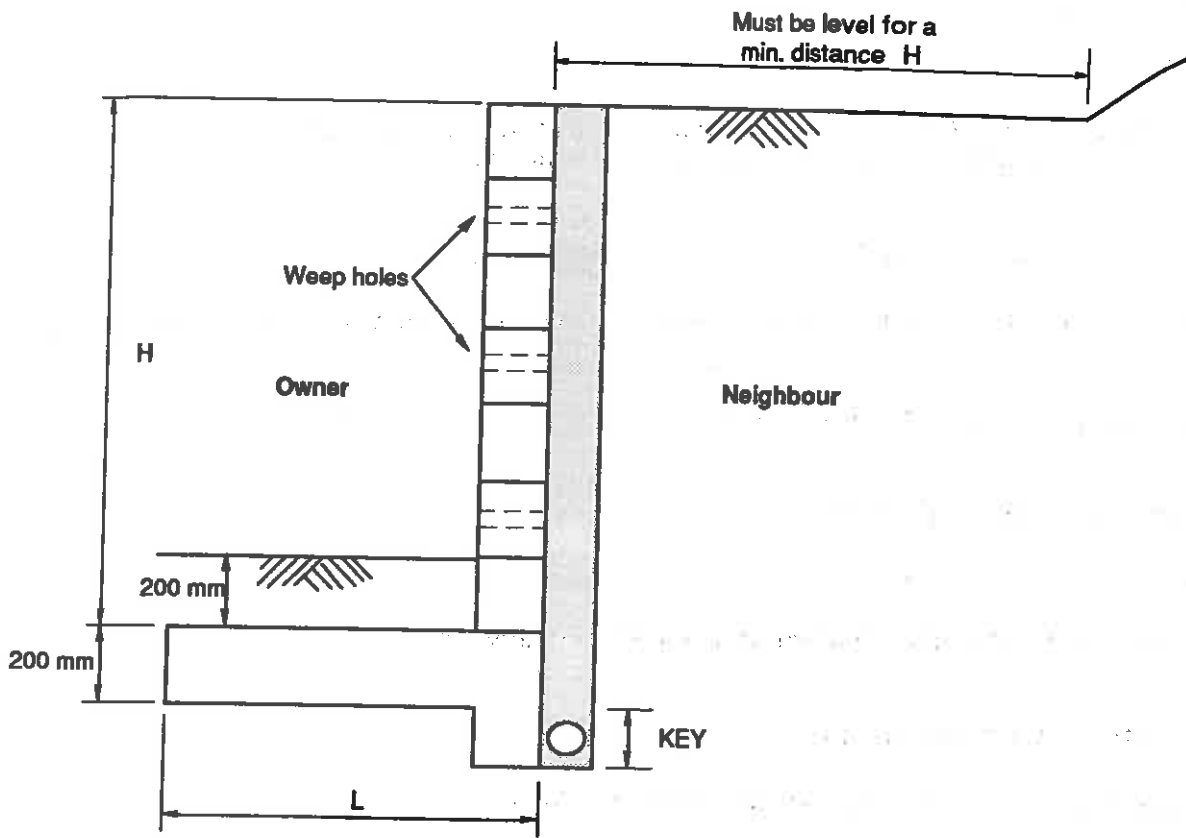 Must be level for a
min. distance H
Weep holes
H
Owner
Neighbour
200 mm
200 mm
KEY
L